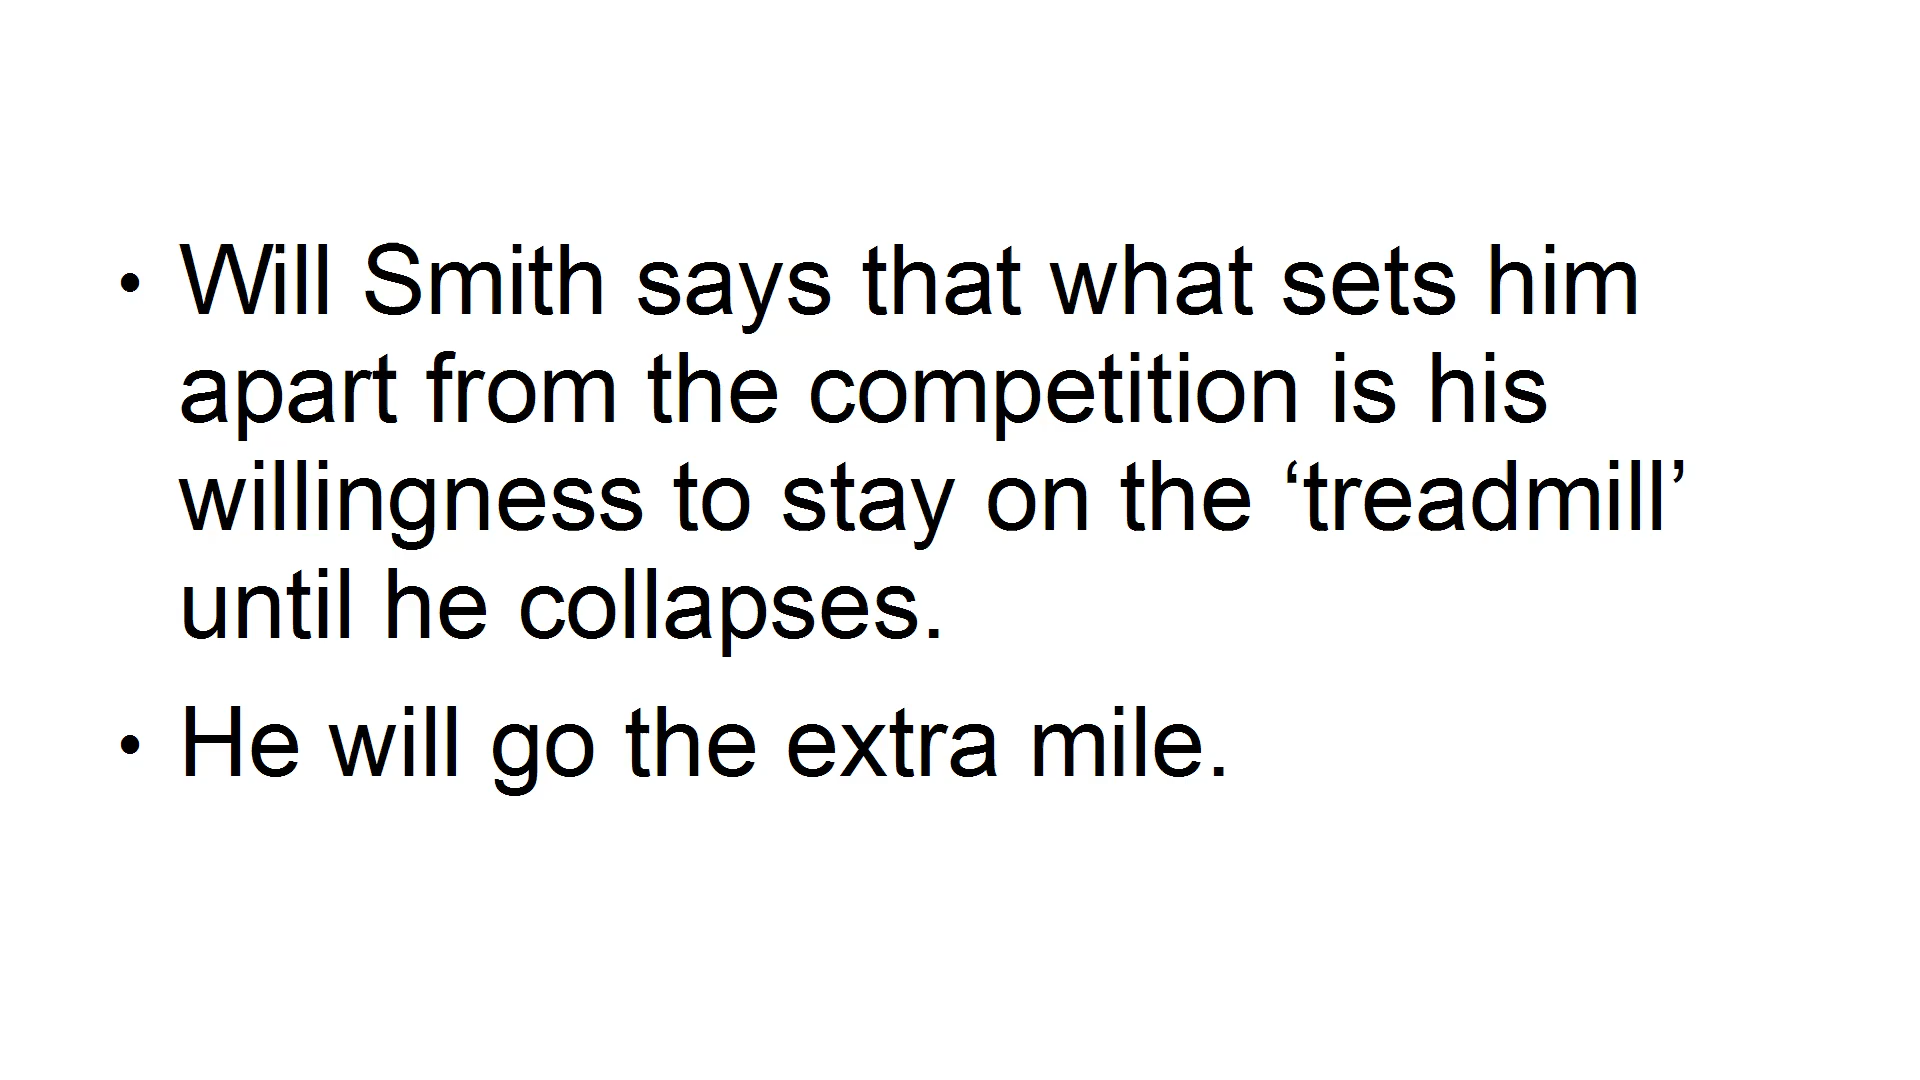 • Will Smith says that what sets him
apart from the competition is his
willingness to stay on the ‘treadmill’
until he collapses.
• He will go the extra mile.